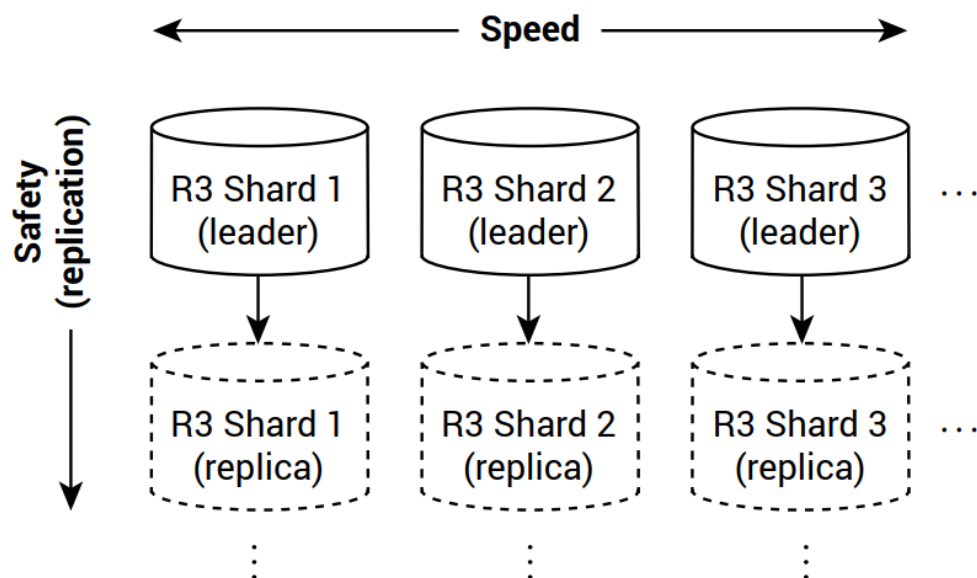 Speed
Safety
(replication)
R3 Shard 1
(leader)
R3 Shard 2
(leader)
R3 Shard 3
(leader)
...
R3 Shard 1
(replica)
R3 Shard 2
(replica)
R3 Shard 3
(replica)
...